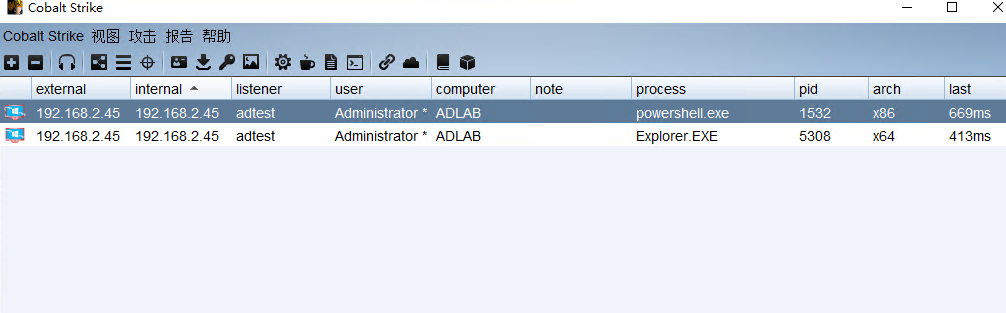 Cobalt Strike
Cobalt Strike 视图 攻击 报告 帮助
external internal listener user computer note process pid arch last
192.168.2.45 192.168.2.45 adtest Administrator * ADLAB powershell.exe 1532 x86 669ms
192.168.2.45 192.168.2.45 adtest Administrator * ADLAB Explorer.EXE 5308 x64 413ms